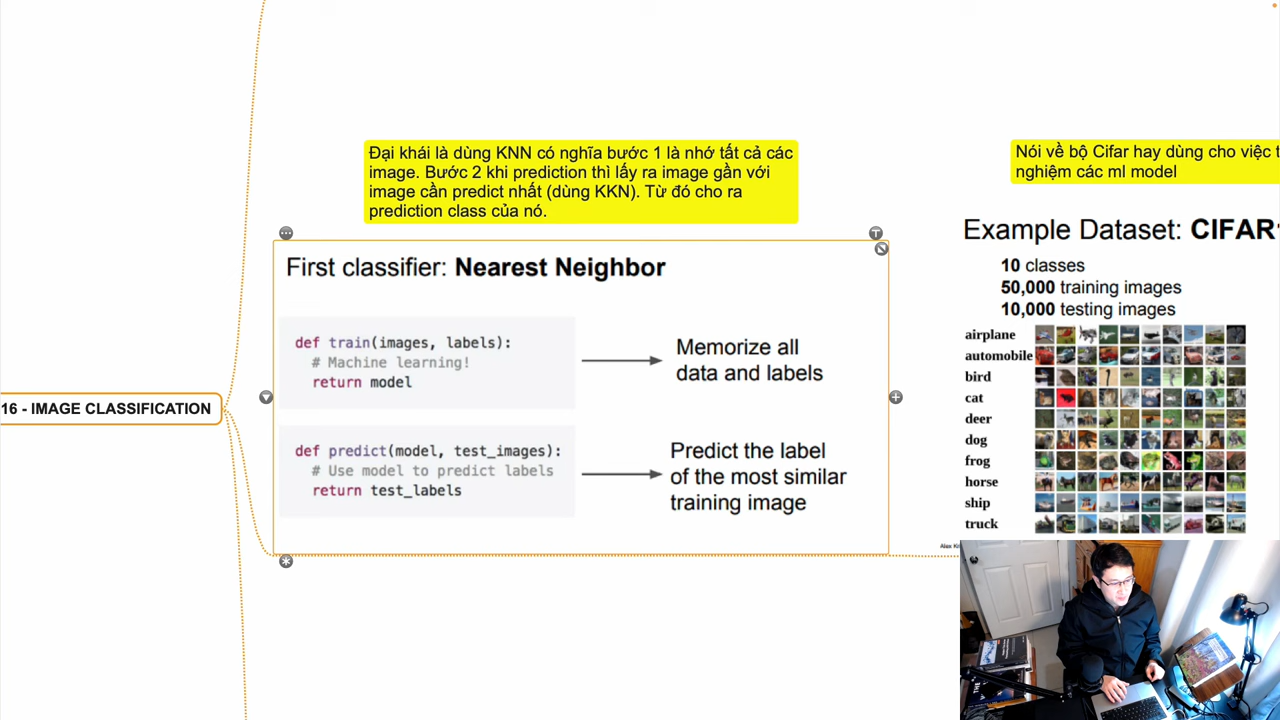 Đại khái là dùng KNN có nghĩa bước 1 là nhớ tất cả các
image. Bước 2 khi prediction thì lấy ra image gần với
image cần predict nhất (dùng KKN). Từ đó cho ra
prediction class của nó.
First classifier: Nearest Neighbor
def train(images, labels):
# Machine learning!
return model
Memorize all
data and labels
def predict(model, test_images):
# Use model to predict labels
return test_labels
Predict the label
of the most similar
training image
16 - IMAGE CLASSIFICATION
Nói về bộ Cifar hay dùng cho việc
nghiệm các ml model
Example Dataset: CIFAR
10 classes
50,000 training images
10,000 testing images
airplane
automobile
bird
cat
deer
dog
frog
horse
ship
truck
Alex